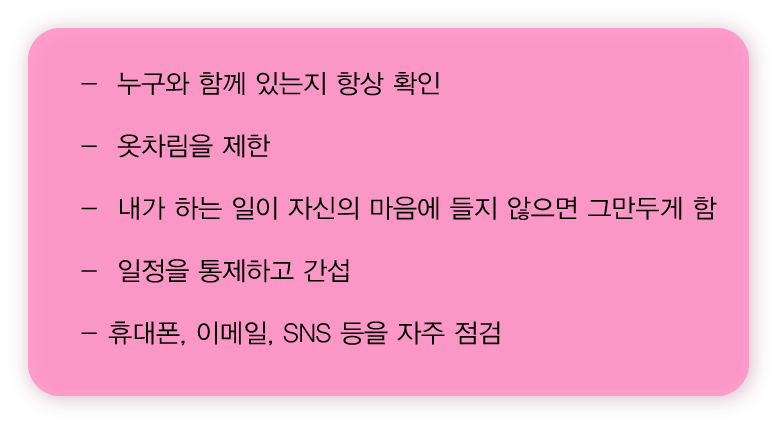 - 누구와 함께 있는지 항상 확인
- 옷차림을 제한
- 내가 하는 일이 자신의 마음에 들지 않으면 그만두게 함
- 일정을 통제하고 간섭
- 휴대폰, 이메일, SNS 등을 자주 점검